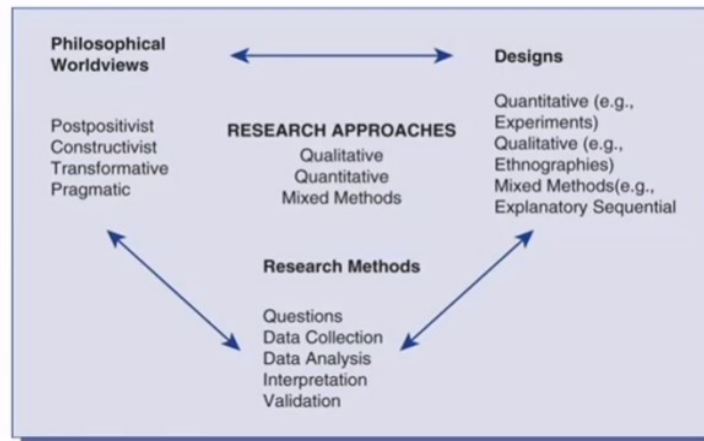 Philosophical
Worldviews
Designs
Postpositivist
Constructivist
Transformative
Pragmatic
RESEARCH APPROACHES
Qualitative
Quantitative
Mixed Methods
Quantitative (e.g.,
Experiments)
Qualitative (e.g.,
Ethnographies)
Mixed Methods(e.g.,
Explanatory Sequential
Research Methods
Questions
Data Collection
Data Analysis
Interpretation
Validation